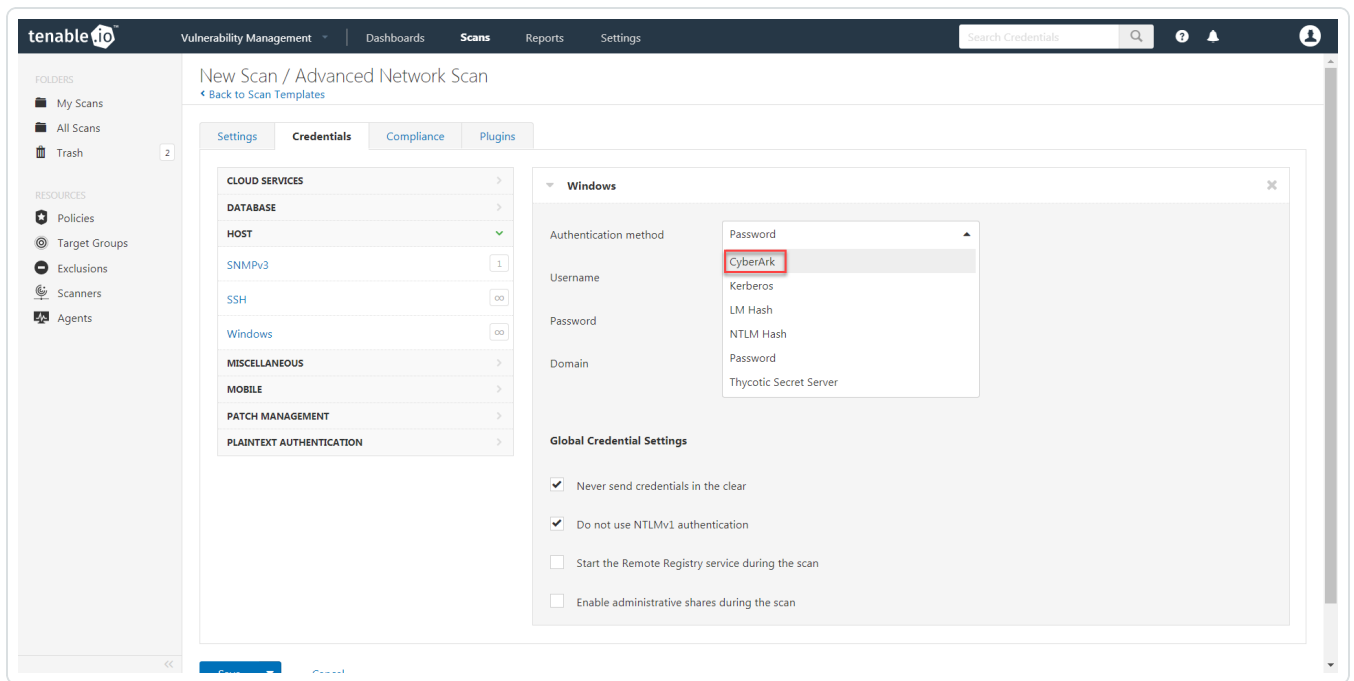 tenable.io™
Vulnerability Management
Dashboards
Scans
Reports
Settings
Search Credentials
?
FOLDERS
My Scans
All Scans
Trash
2
RESOURCES
Policies
Target Groups
Exclusions
Scanners
Agents
New Scan / Advanced Network Scan
Back to Scan Templates
Settings
Credentials
Compliance
Plugins
CLOUD SERVICES
DATABASE
HOST
SNMPv3
1
SSH
∞
Windows
∞
MISCELLANEOUS
MOBILE
PATCH MANAGEMENT
PLAINTEXT AUTHENTICATION
Windows
Authentication method
Password
CyberArk
Kerberos
LM Hash
NTLM Hash
Password
Thycotic Secret Server
Username
Password
Domain
Global Credential Settings
Never send credentials in the clear
Do not use NTLMv1 authentication
Start the Remote Registry service during the scan
Enable administrative shares during the scan
Save
Cancel